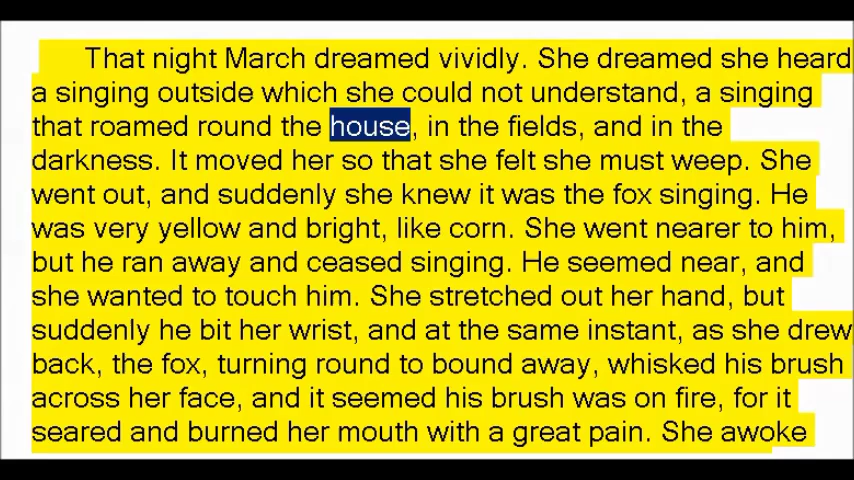 That night March dreamed vividly. She dreamed she heard
a singing outside which she could not understand, a singing
that roamed round the house, in the fields, and in the
darkness. It moved her so that she felt she must weep. She
went out, and suddenly she knew it was the fox singing. He
was very yellow and bright, like corn. She went nearer to him,
but he ran away and ceased singing. He seemed near, and
she wanted to touch him. She stretched out her hand, but
suddenly he bit her wrist, and at the same instant, as she drew
back, the fox, turning round to bound away, whisked his brush
across her face, and it seemed his brush was on fire, for it
seared and burned her mouth with a great pain. She awoke